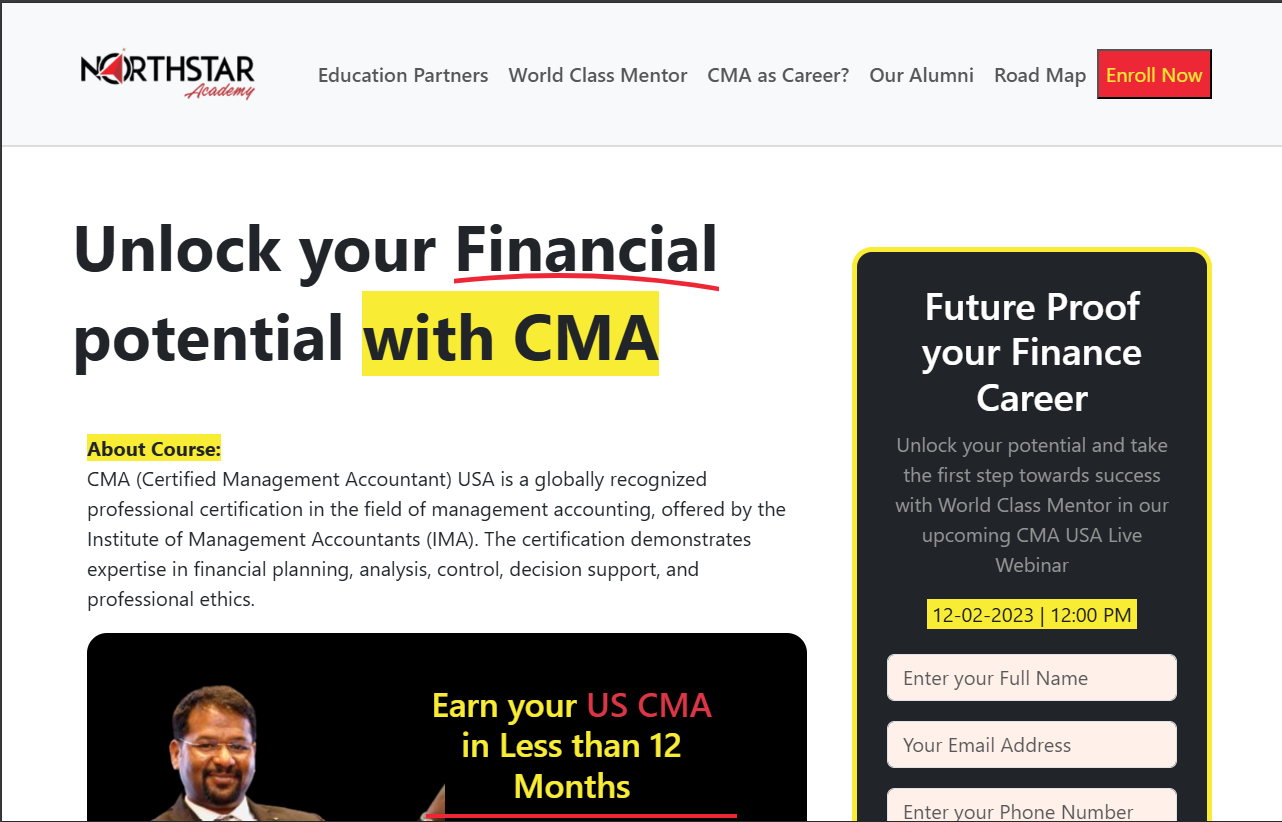 NORTHSTAR
Academy
Education Partners
World Class Mentor
CMA as Career?
Our Alumni
Road Map
Enroll Now
Unlock your Financial
potential with CMA
About Course:
CMA (Certified Management Accountant) USA is a globally recognized
professional certification in the field of management accounting, offered by the
Institute of Management Accountants (IMA). The certification demonstrates
expertise in financial planning, analysis, control, decision support, and
professional ethics.
Earn your US CMA
in Less than 12
Months
Future Proof
your Finance
Career
Unlock your potential and take
the first step towards success
with World Class Mentor in our
upcoming CMA USA Live
Webinar
12-02-2023 | 12:00 PM
Enter your Full Name
Your Email Address
Enter your Phone Number